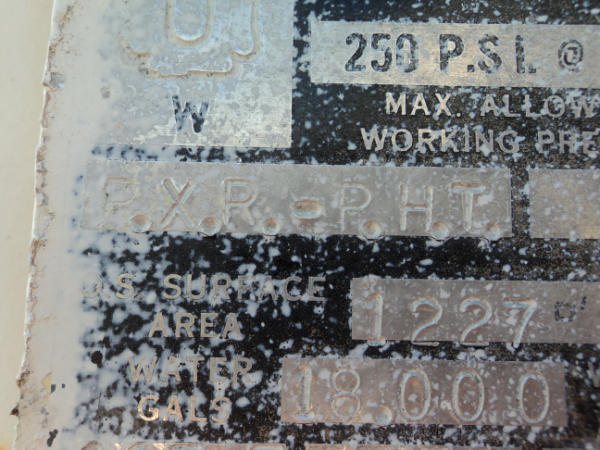 U
250 P.S.I. @
W
MAX. ALLOW
WORKING PRE
P.X.R.-P.H.T.
O.S. SURFACE AREA 1227
WATER GALS 18.000